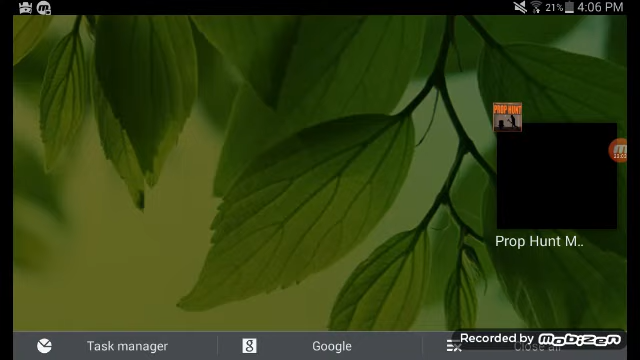 21% 4:06 PM
PROP HUNT
Prop Hunt M..
Task manager
Google
Recorded by MOBIZEN